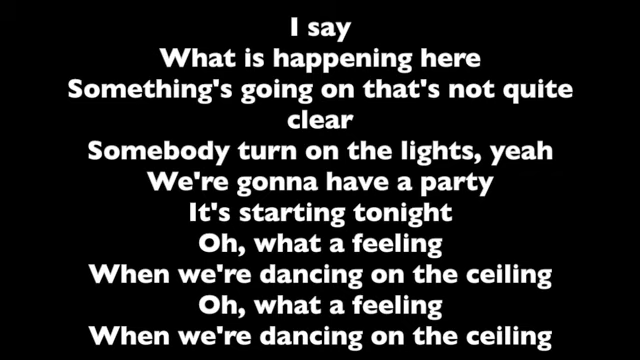 I say
What is happening here
Something's going on that's not quite
clear
Somebody turn on the lights, yeah
We're gonna have a party
It's starting tonight
Oh, what a feeling
When we're dancing on the ceiling
Oh, what a feeling
When we're dancing on the ceiling